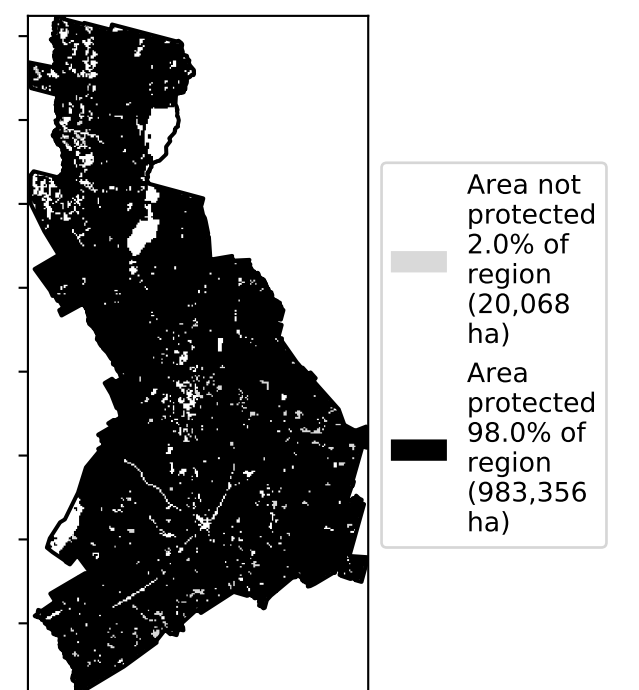 Area not
protected
2.0% of
region
(20,068
ha)
Area
protected
98.0% of
region
(983,356
ha)